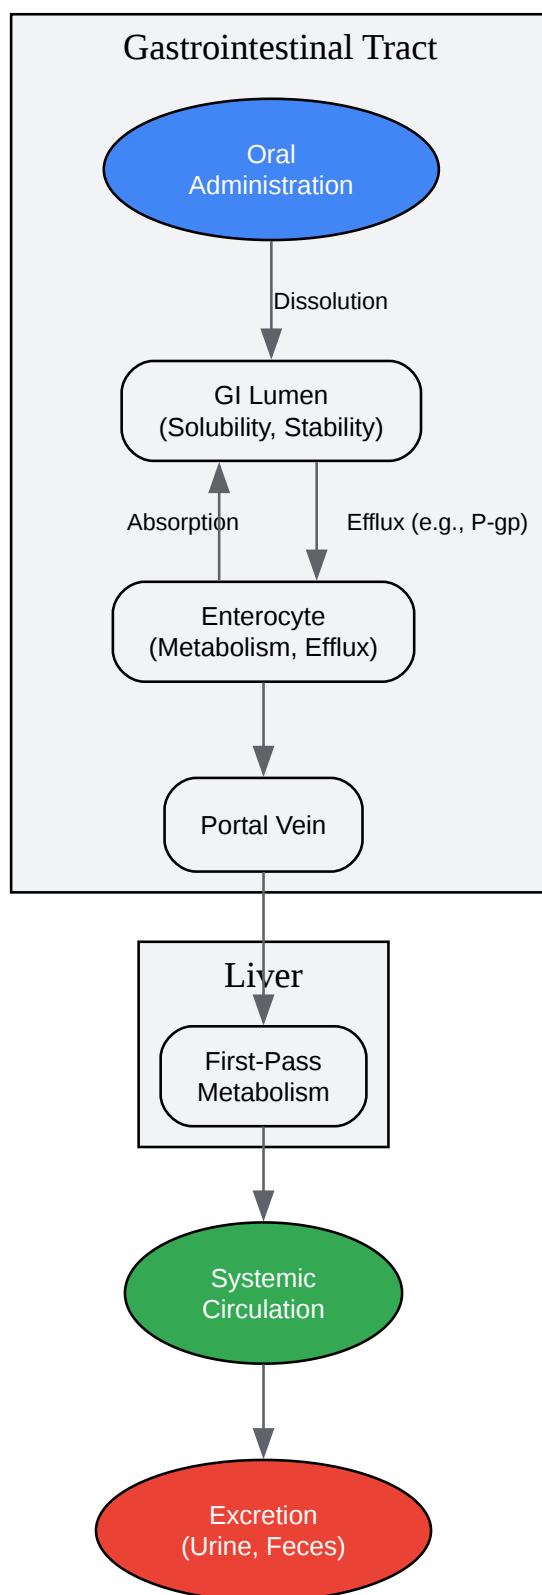 Gastrointestinal Tract
Oral
Administration
Dissolution
GI Lumen
(Solubility, Stability)
Absorption
Efflux (e.g., P-gp)
Enterocyte
(Metabolism, Efflux)
Portal Vein
Liver
First-Pass
Metabolism
Systemic
Circulation
Excretion
(Urine, Feces)